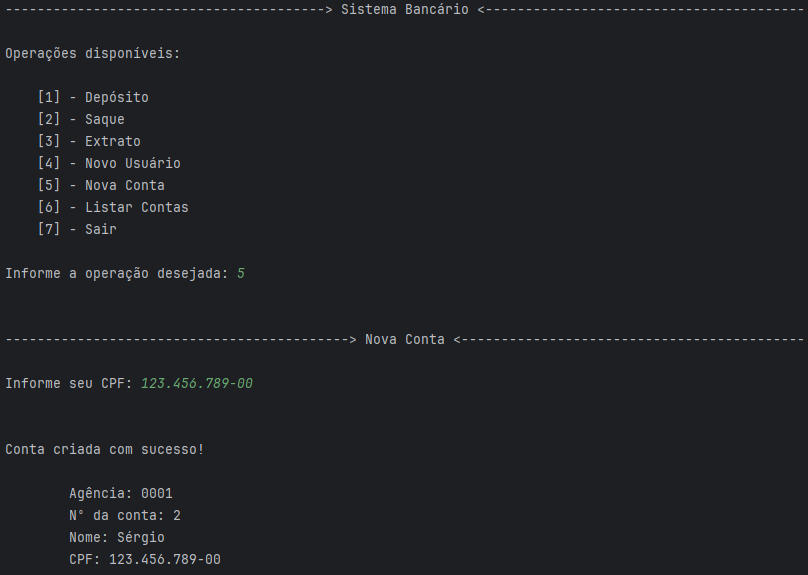 ----------------------------------------> Sistema Bancário <----------------------------------------
Operações disponíveis:
[1] - Depósito
[2] - Saque
[3] - Extrato
[4] - Novo Usuário
[5] - Nova Conta
[6] - Listar Contas
[7] - Sair
Informe a operação desejada: 5
-------------------------------------------> Nova Conta <-------------------------------------------
Informe seu CPF: 123.456.789-00
Conta criada com sucesso!
Agência: 0001
N° da conta: 2
Nome: Sérgio
CPF: 123.456.789-00